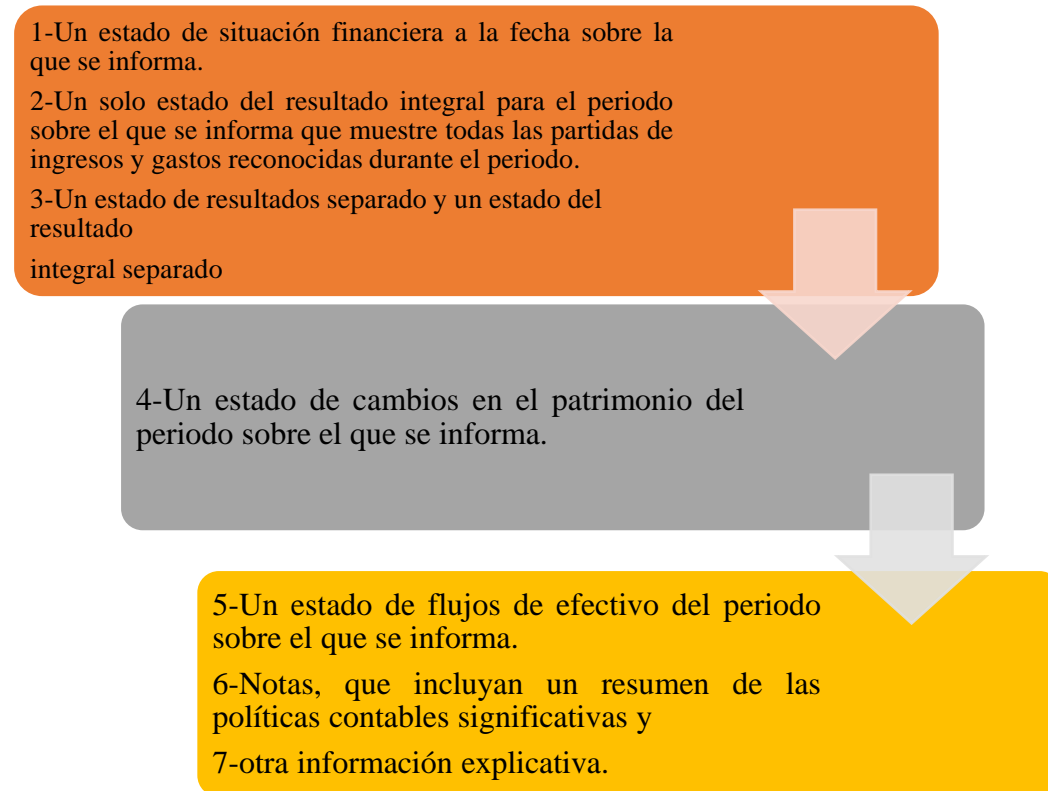 1-Un estado de situación financiera a la fecha sobre la
que se informa.
2-Un solo estado del resultado integral para el periodo
sobre el que se informa que muestre todas las partidas de
ingresos y gastos reconocidas durante el periodo.
3-Un estado de resultados separado y un estado del
resultado
integral separado
4-Un estado de cambios en el patrimonio del
periodo sobre el que se informa.
5-Un estado de flujos de efectivo del periodo
sobre el que se informa.
6-Notas, que incluyan un resumen de las
políticas contables significativas y
7-otra información explicativa.